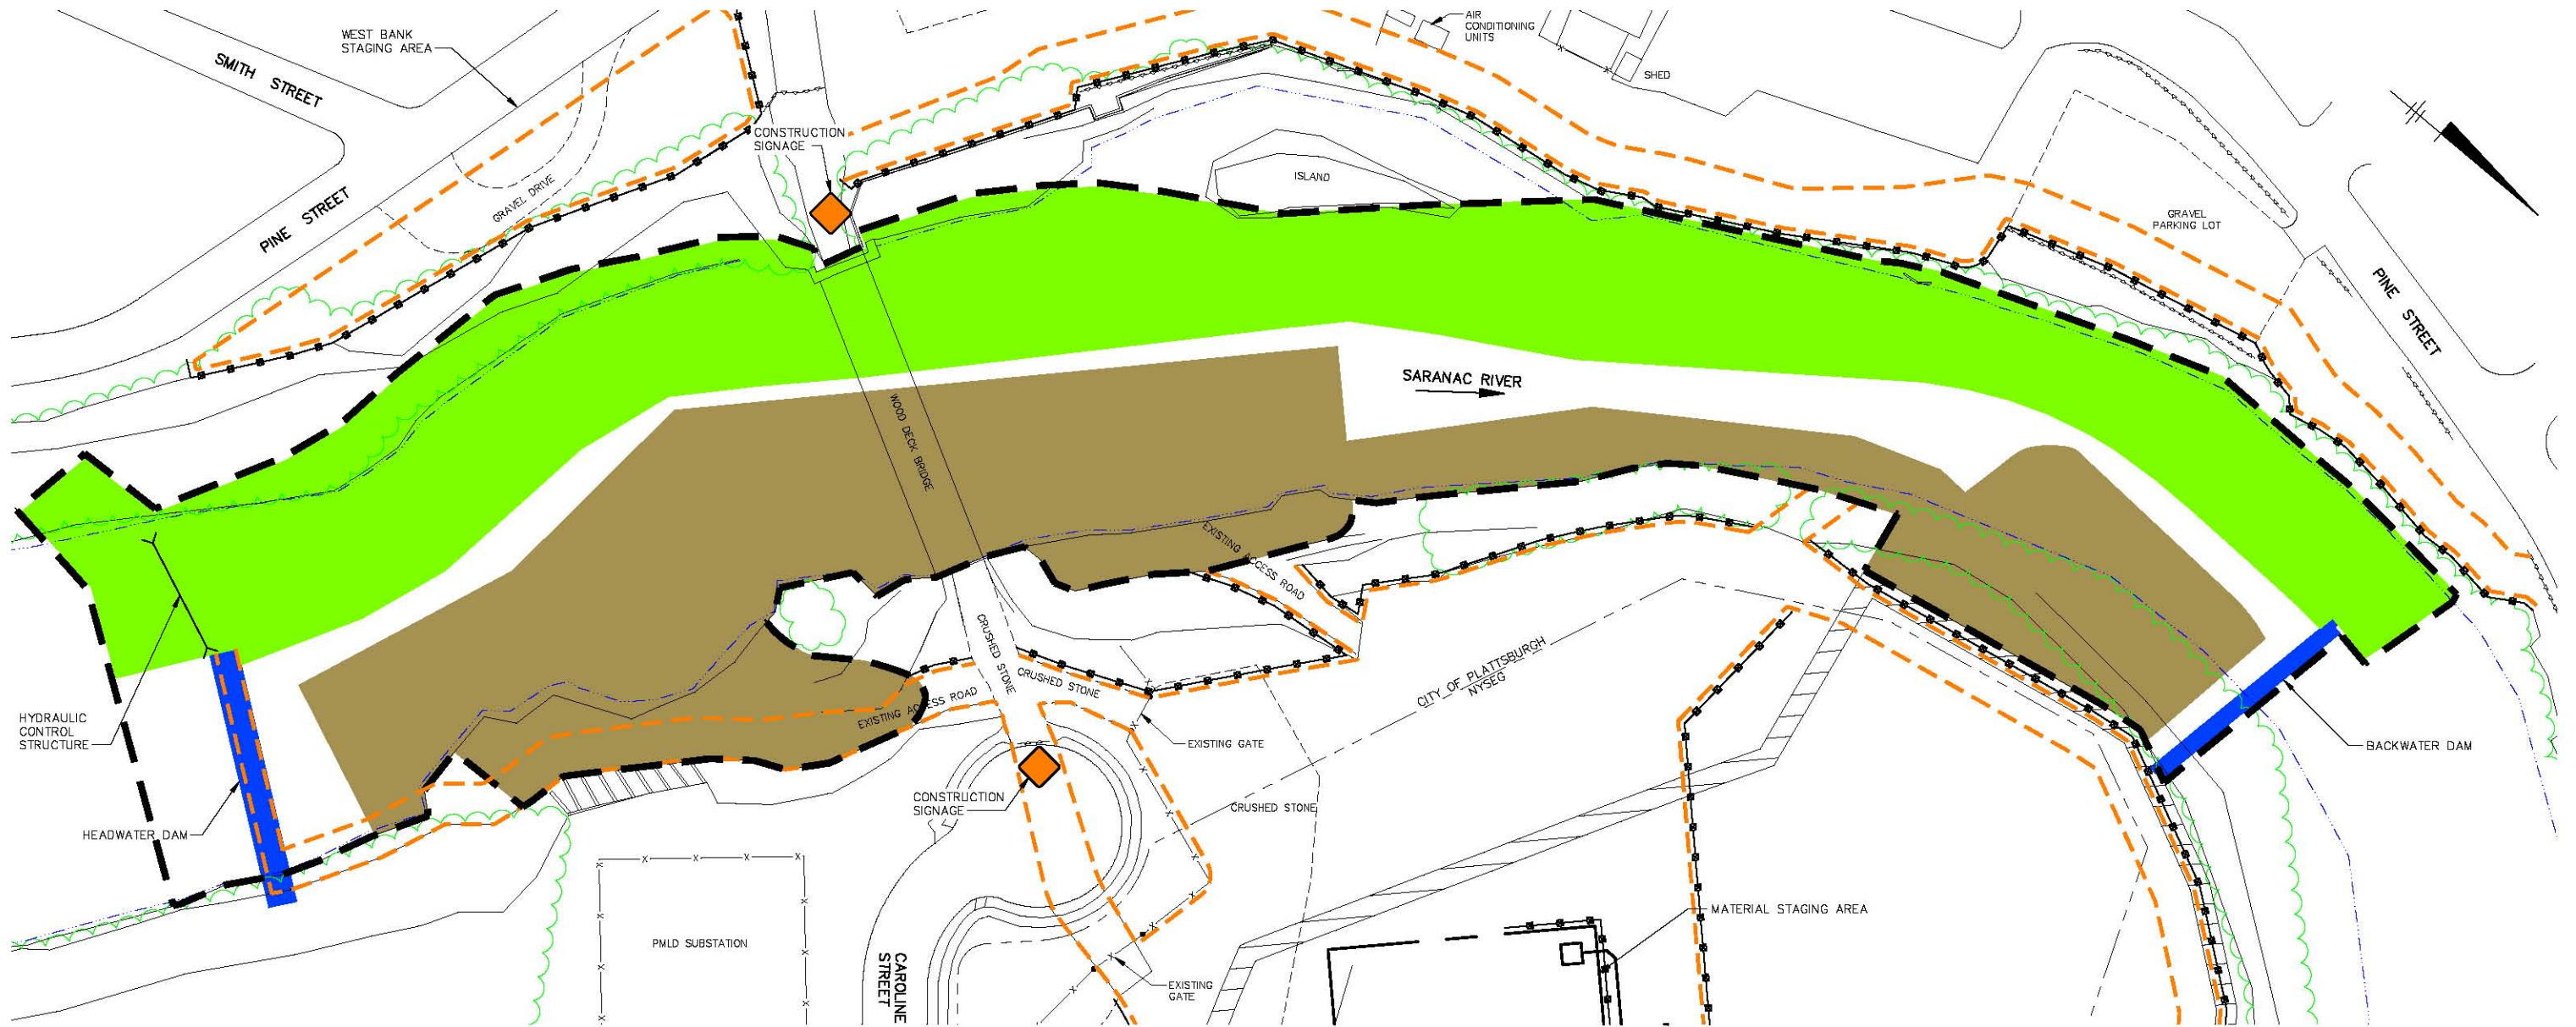 WEST BANK
STAGING AREA
SMITH STREET
PINE STREET
GRAVEL DRIVE
CONSTRUCTION
SIGNAGE
AIR
CONDITIONING
UNITS
SHED
ISLAND
GRAVEL
PARKING LOT
PINE STREET
SARANAC RIVER
WOOD DECK BRIDGE
EXISTING ACCESS ROAD
CRUSHED STONE
CRUSHED STONE
EXISTING ACCESS ROAD
CITY OF PLATTSBURGH
NYSEG
HYDRAULIC
CONTROL
STRUCTURE
HEADWATER DAM
EXISTING GATE
BACKWATER DAM
CONSTRUCTION
SIGNAGE
CRUSHED STONE
MATERIAL STAGING AREA
PMLD SUBSTATION
CAROLINE
STREET
EXISTING
GATE